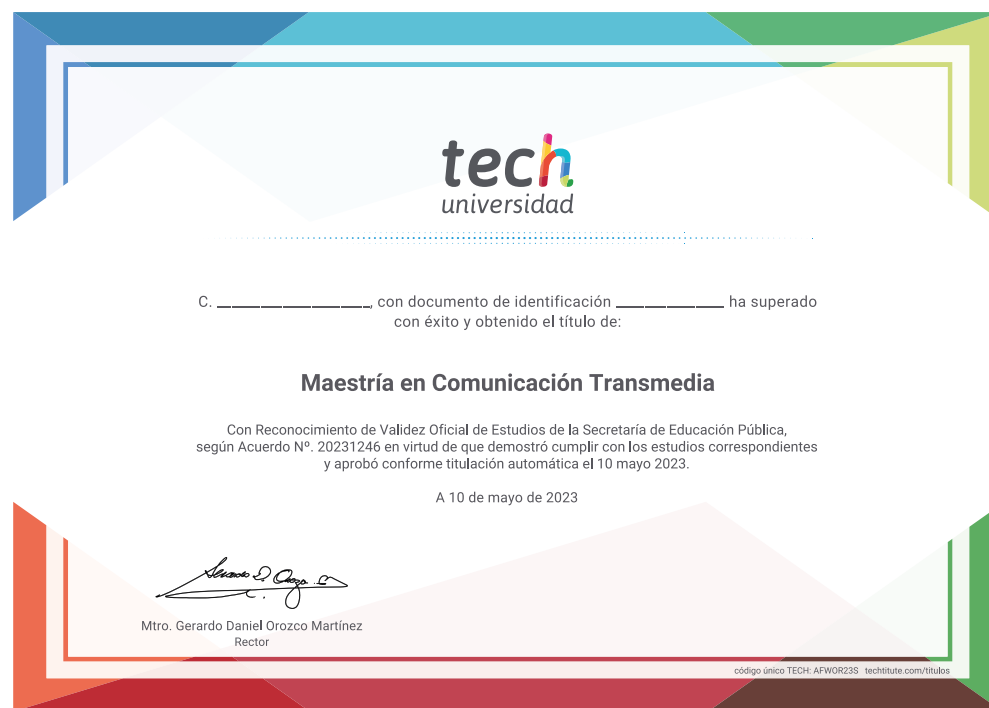 tech
universidad
C. ____________________, con documento de identificación ______________ ha superado
con éxito y obtenido el título de:
Maestría en Comunicación Transmedia
Con Reconocimiento de Validez Oficial de Estudios de la Secretaría de Educación Pública,
según Acuerdo Nº. 20231246 en virtud de que demostró cumplir con los estudios correspondientes
y aprobó conforme titulación automática el 10 mayo 2023.
A 10 de mayo de 2023
Mtro. Gerardo Daniel Orozco Martínez
Rector
código único TECH: AFWOR23S techtitute.com/titulos